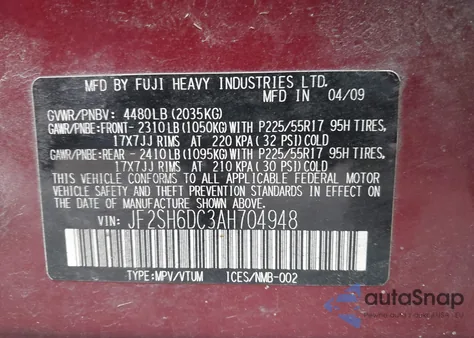 MFD BY FUJI HEAVY INDUSTRIES LTD.
MFD IN 04/09
GVWR/PNBV: 4480LB(2035KG)
GAWR/PNBE:FRONT- 2310LB(1050KG)WITH P225/55R17 95H TIRES,
17X7JJ RIMS AT 220 KPA(32 PSI)COLD
GAWR/PNBE:REAR - 2410LB(1095KG)WITH P225/55R17 95H TIRES,
17X7JJ RIMS AT 210 KPA(30 PSI)COLD
THIS VEHICLE CONFORMS TO ALL APPLICABLE FEDERAL MOTOR
VEHICLE SAFETY AND BUMPER STANDARDS IN EFFECT ON
THE DATE OF MANUFACTURE SHOWN ABOVE.
JF2SH6DC3AH704948
TYPE:MPV/VTUM ICES/NMB-002
autoSnap